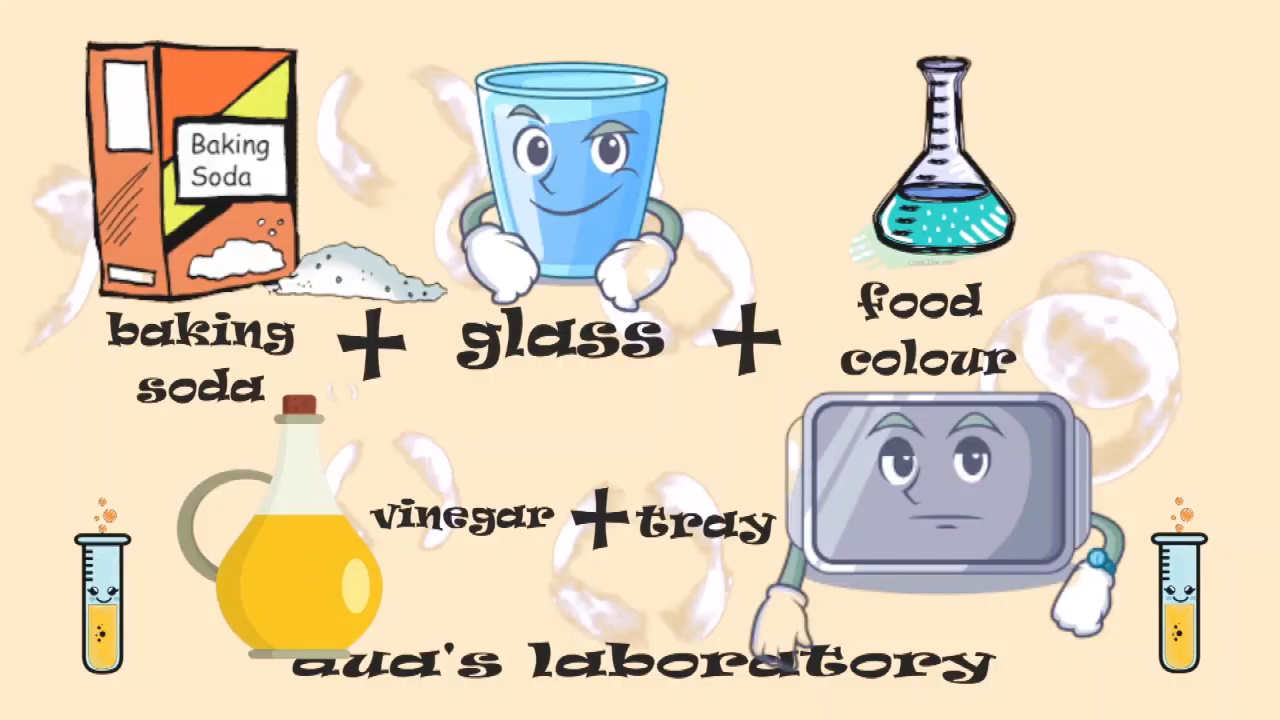 Baking
Soda
baking
soda
+
glass
+
food
colour
vinegar + tray
aua's laboratory